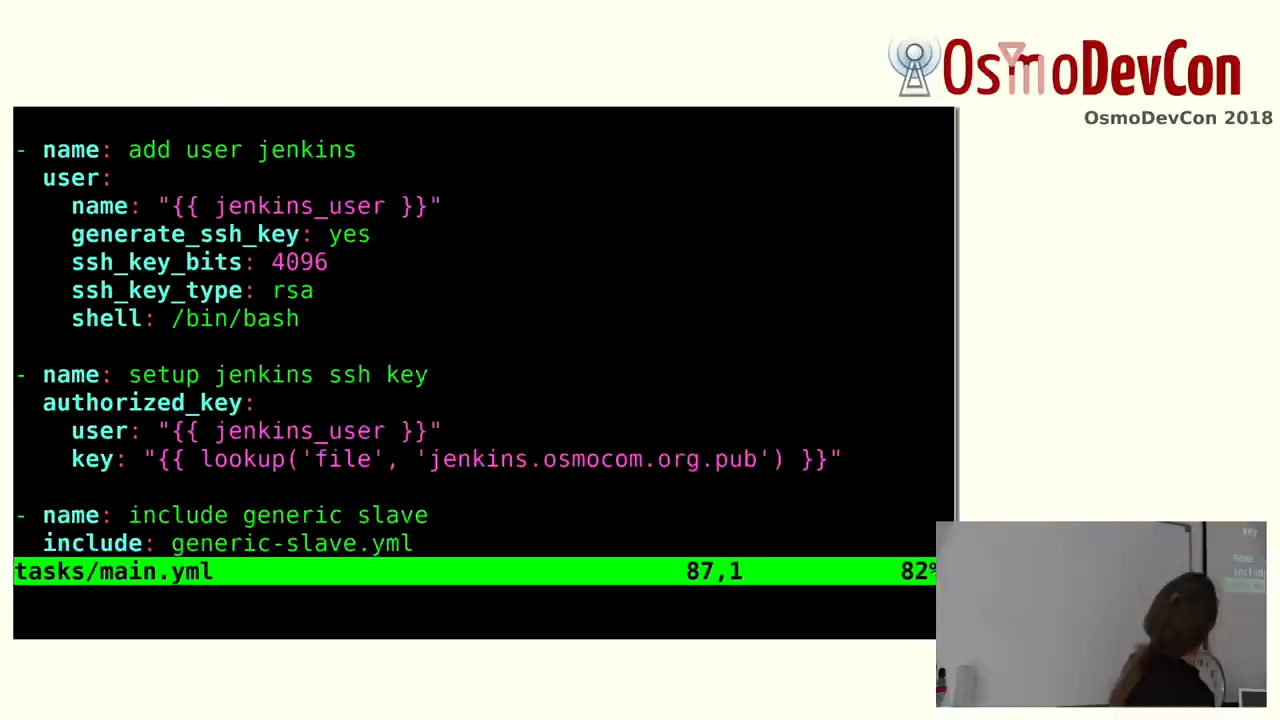 OsmoDevCon
OsmoDevCon 2018
- name: add user jenkins
user:
name: "{{ jenkins_user }}"
generate_ssh_key: yes
ssh_key_bits: 4096
ssh_key_type: rsa
shell: /bin/bash
- name: setup jenkins ssh key
authorized_key:
user: "{{ jenkins_user }}"
key: "{{ lookup('file', 'jenkins.osmocom.org.pub') }}"
- name: include generic slave
include: generic-slave.yml
tasks/main.yml 87,1 82%
key
name